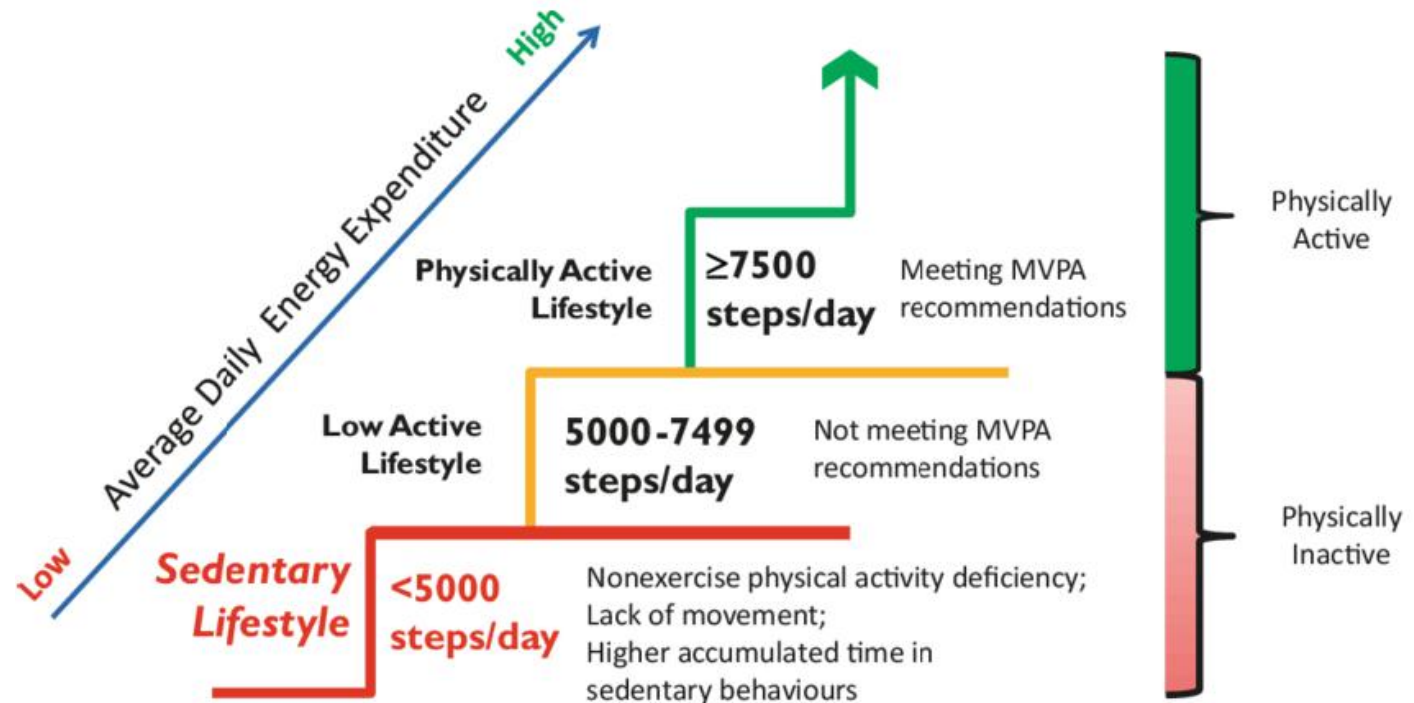 High
Average Daily Energy Expenditure
Low
Physically Active
Lifestyle
≥7500
steps/day
Meeting MVPA
recommendations
Low Active
Lifestyle
5000-7499
steps/day
Not meeting MVPA
recommendations
Sedentary
Lifestyle
<5000
steps/day
Nonexercise physical activity deficiency;
Lack of movement;
Higher accumulated time in
sedentary behaviours
Physically
Active
Physically
Inactive